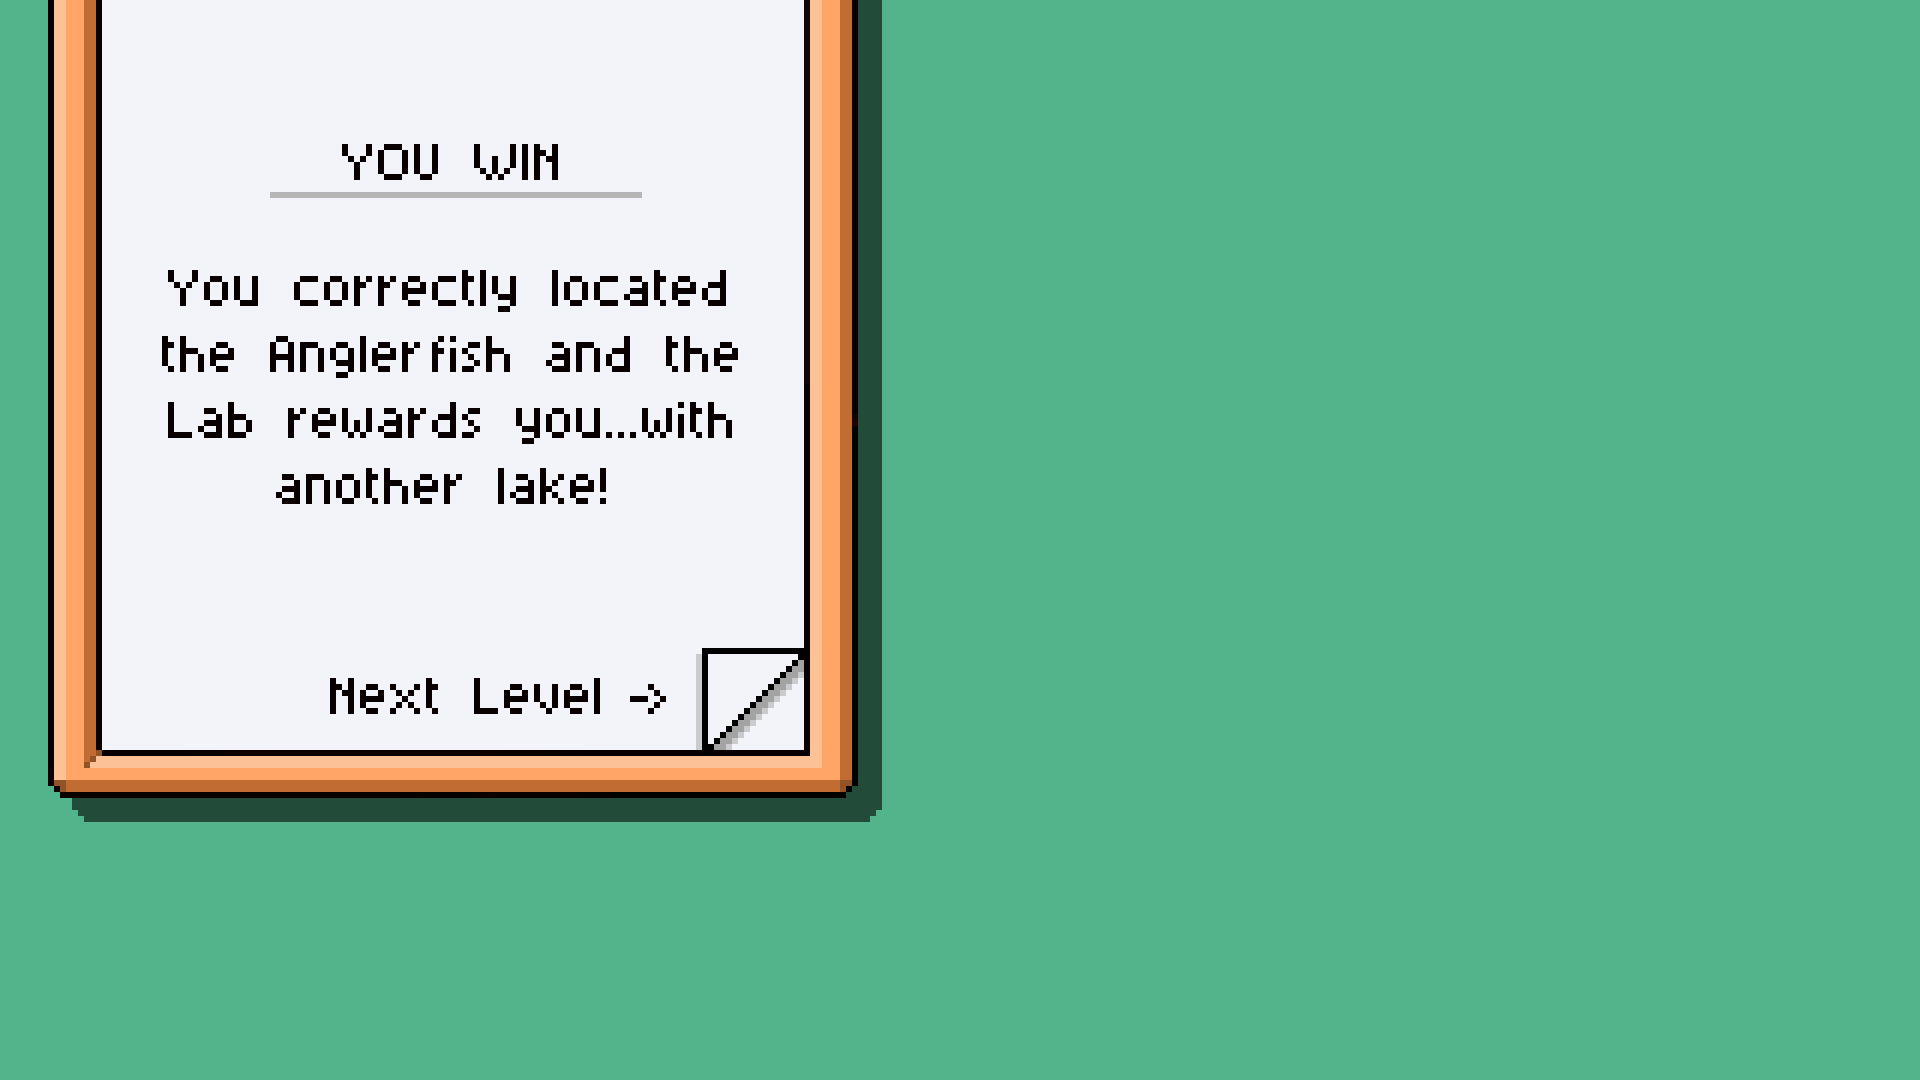 YOU WIN
You correctly located
the Anglerfish and the
Lab rewards you...with
another lake!
Next Level ->